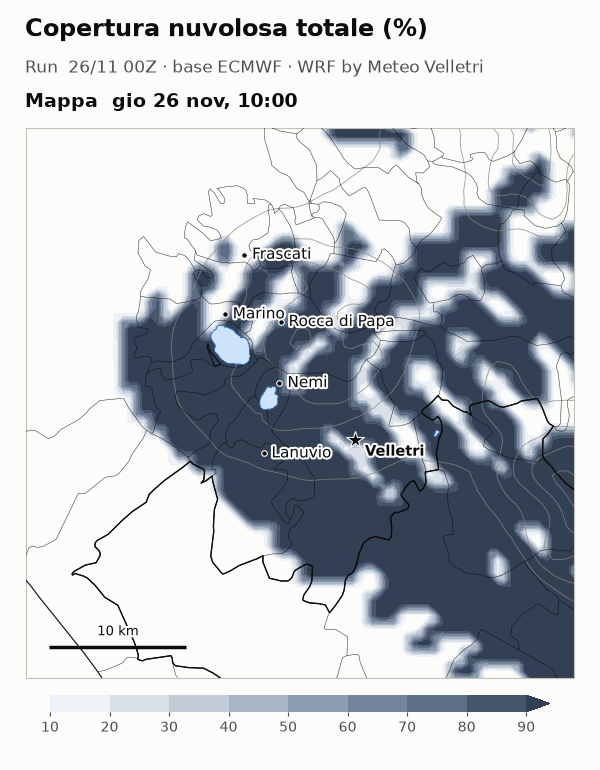 Copertura nuvolosa totale (%)
Run  26/11 00Z · base ECMWF · WRF by Meteo Velletri
Mappa  gio 26 nov, 10:00
Frascati
Marino
Rocca di Papa
Nemi
Velletri
Lanuvio
10 km
10 20 30 40 50 60 70 80 90